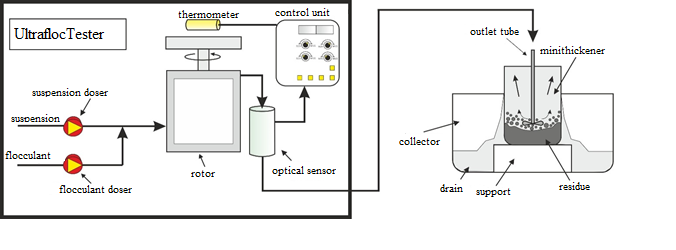 thermometer
control unit
UltraflocTester
outlet tube
minithickener
suspension doser
suspension
collector
flocculant
optical sensor
rotor
flocculant doser
drain
support
residue